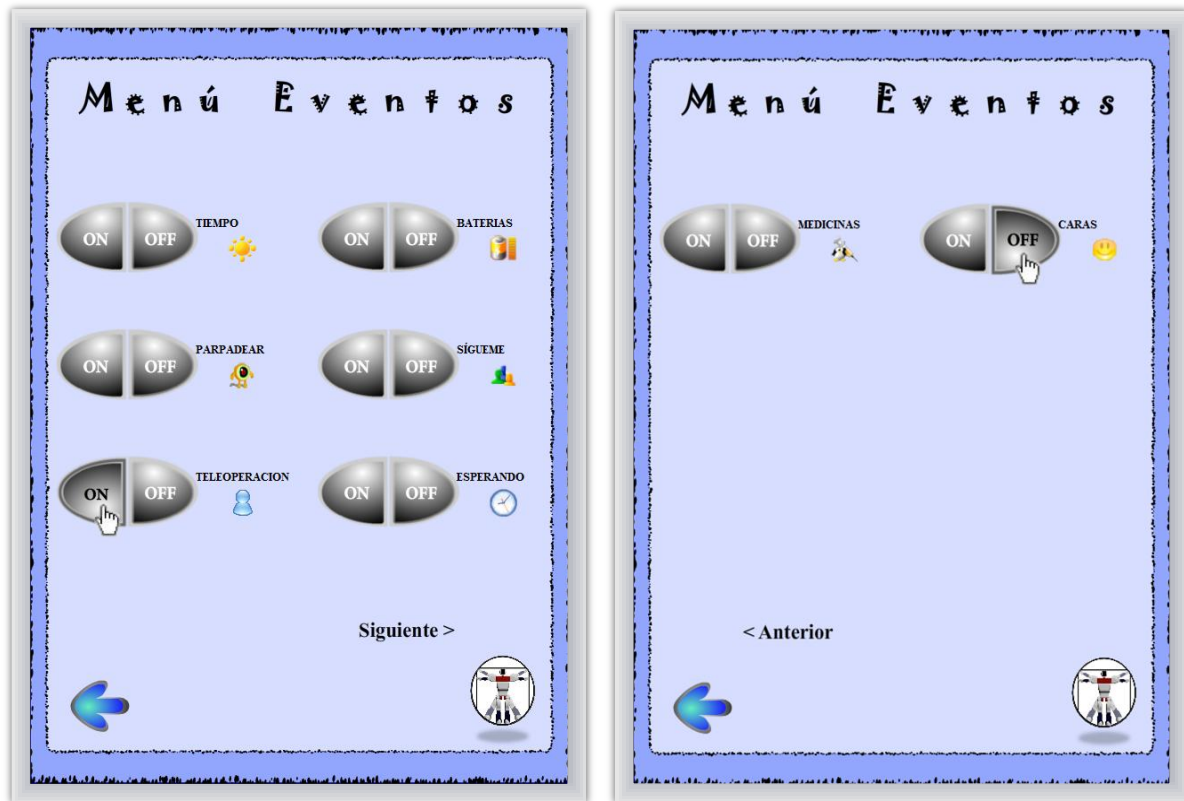 Menú Eventos
ON OFF TIEMPO
ON OFF BATERIAS
ON OFF PARPADEAR
ON OFF SÍGUEME
ON OFF TELEOPERACION
ON OFF ESPERANDO
Siguiente >
Menú Eventos
ON OFF MEDICINAS
ON OFF CARAS
< Anterior